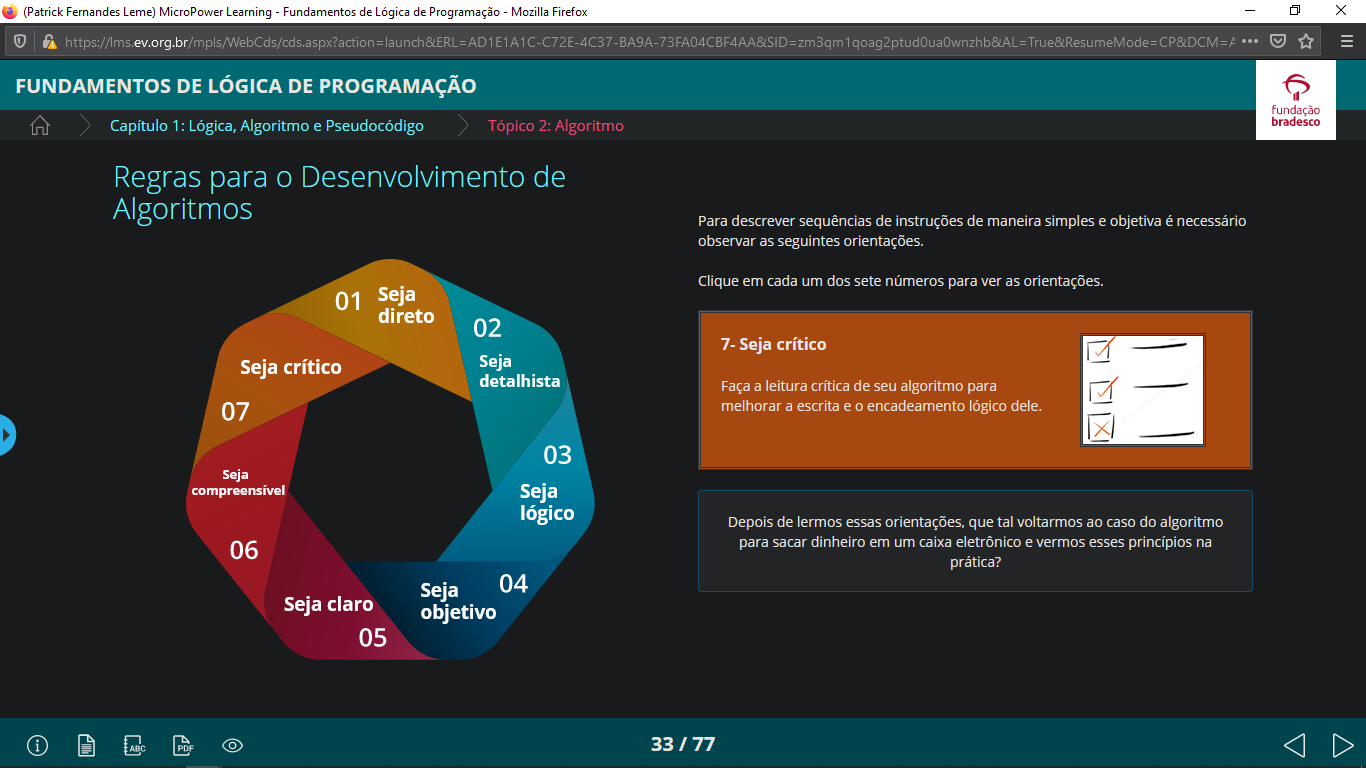 (Patrick Fernandes Leme) MicroPower Learning - Fundamentos de Lógica de Programação - Mozilla Firefox
https://lms.ev.org.br/mpls/WebCds/cds.aspx?action=launch&ERL=AD1E1A1C-C72E-4C37-BA9A-73FA04CBF4AA&SID=zm3qm1qoag2ptud0ua0wnzhb&AL=True&ResumeMode=CP&DCM=A
FUNDAMENTOS DE LÓGICA DE PROGRAMAÇÃO
fundação
bradesco
Capítulo 1: Lógica, Algoritmo e Pseudocódigo
Tópico 2: Algoritmo
Regras para o Desenvolvimento de
Algoritmos
01 Seja
direto
02
Seja
detalhista
03
Seja
lógico
04
Seja
objetivo
Seja claro
05
Seja
compreensível
06
Seja crítico
07
Para descrever sequências de instruções de maneira simples e objetiva é necessário
observar as seguintes orientações.
Clique em cada um dos sete números para ver as orientações.
7- Seja crítico
Faça a leitura crítica de seu algoritmo para
melhorar a escrita e o encadeamento lógico dele.
Depois de lermos essas orientações, que tal voltarmos ao caso do algoritmo
para sacar dinheiro em um caixa eletrônico e vermos esses princípios na
prática?
ABC
PDF
33 / 77